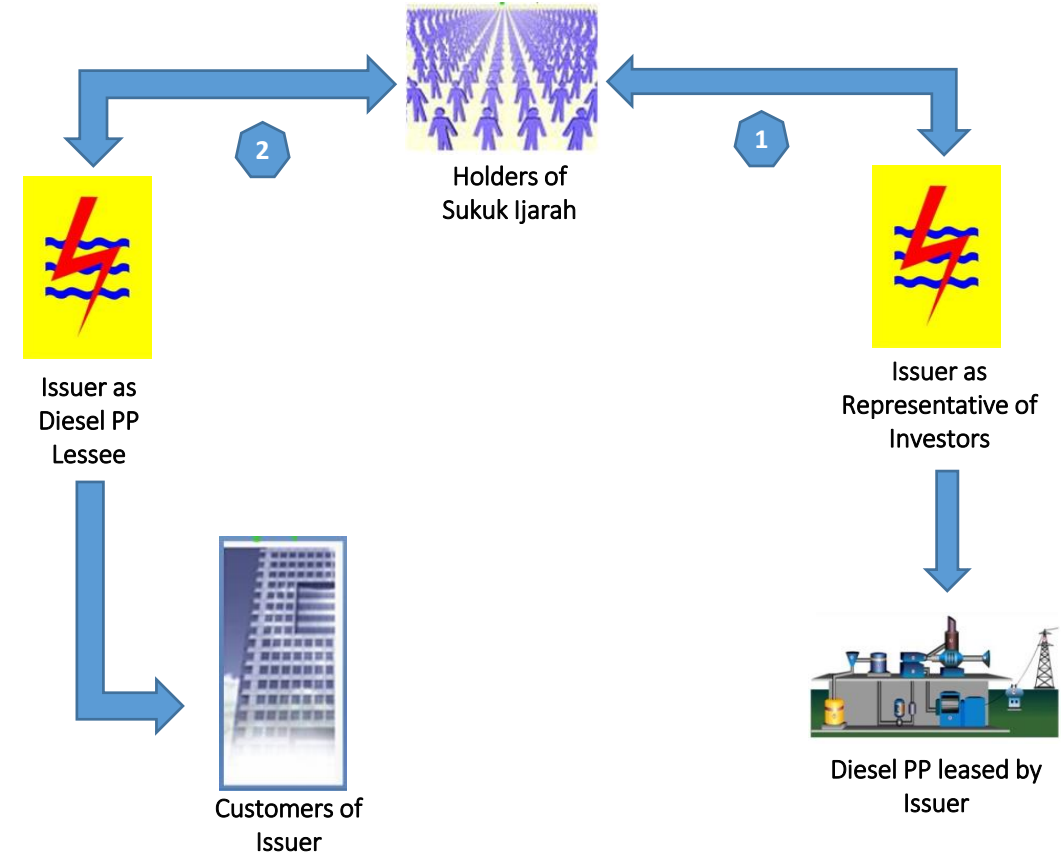 2
1
Holders of
Sukuk Ijarah
Issuer as
Diesel PP
Lessee
Issuer as
Representative of
Investors
Customers of
Issuer
Diesel PP leased by
Issuer